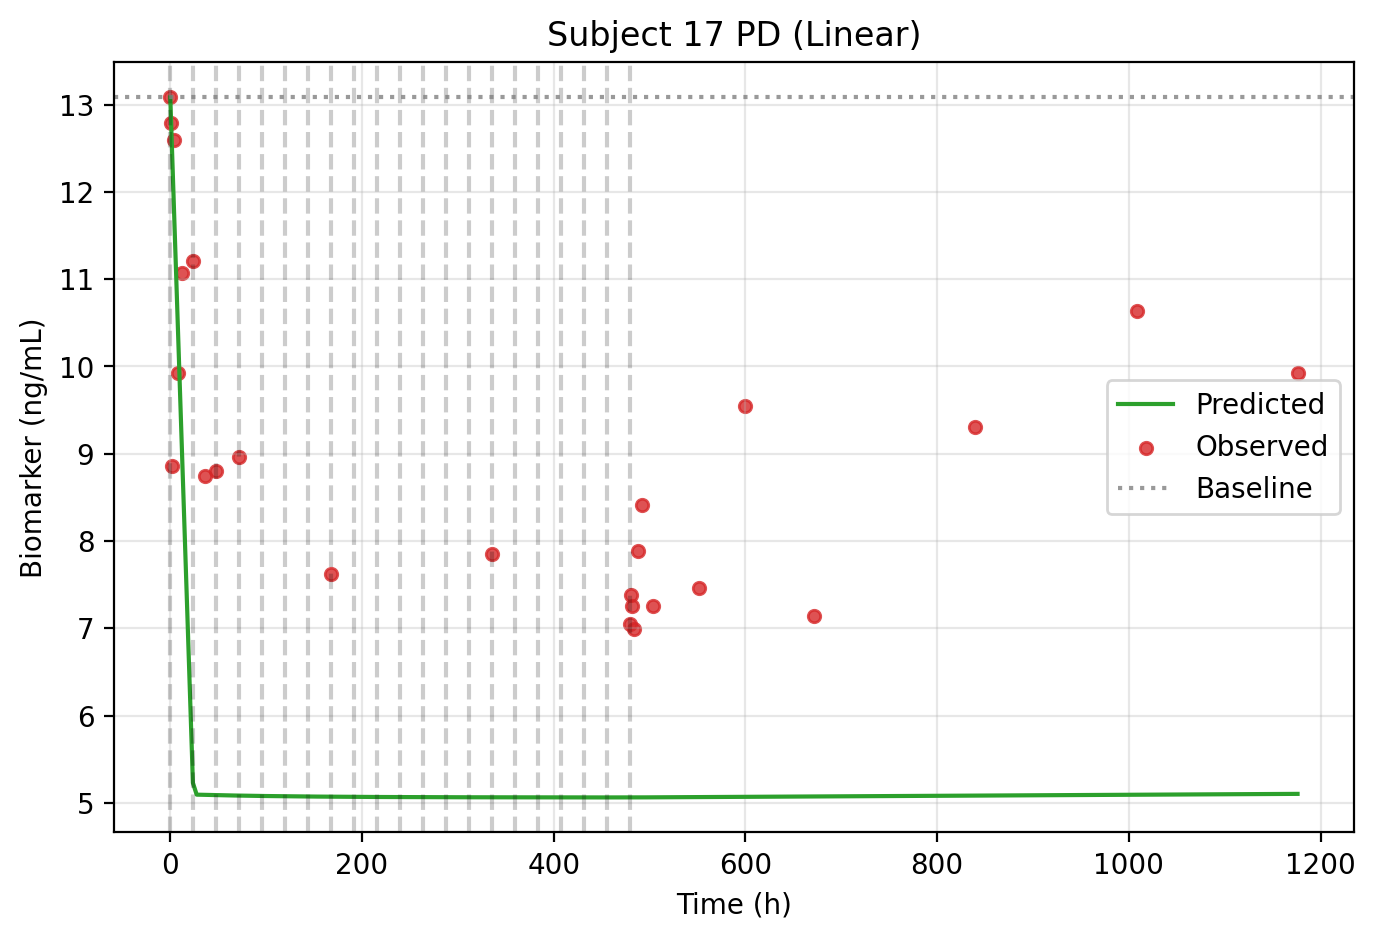 Subject 17 PD (Linear)
Biomarker (ng/mL)
13
12
11
10
9
8
7
6
5
Predicted
Observed
Baseline
0
200
400
600
800
1000
1200
Time (h)